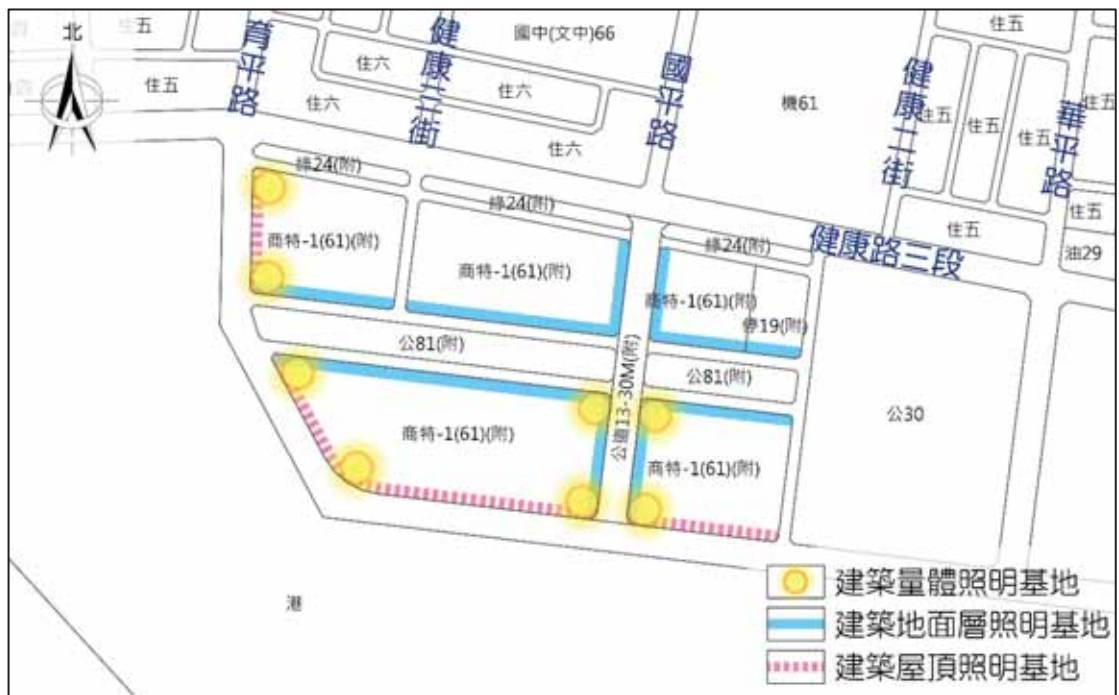 北
住五
住五
育平路
健康三街
國中(文中)66
國平路
健康二街
華平路
住五
住五
住五
住五
住五
住六
住六
住六
住六
機61
住五
住五
油29
健康路三段
綠24(附)
綠24(附)
綠24(附)
商特-1(61)(附)
商特-1(61)(附)
商特-1(61)(附)
停19(附)
公81(附)
公81(附)
公道13-30M(附)
商特-1(61)(附)
商特-1(61)(附)
公30
港
建築量體照明基地
建築地面層照明基地
建築屋頂照明基地